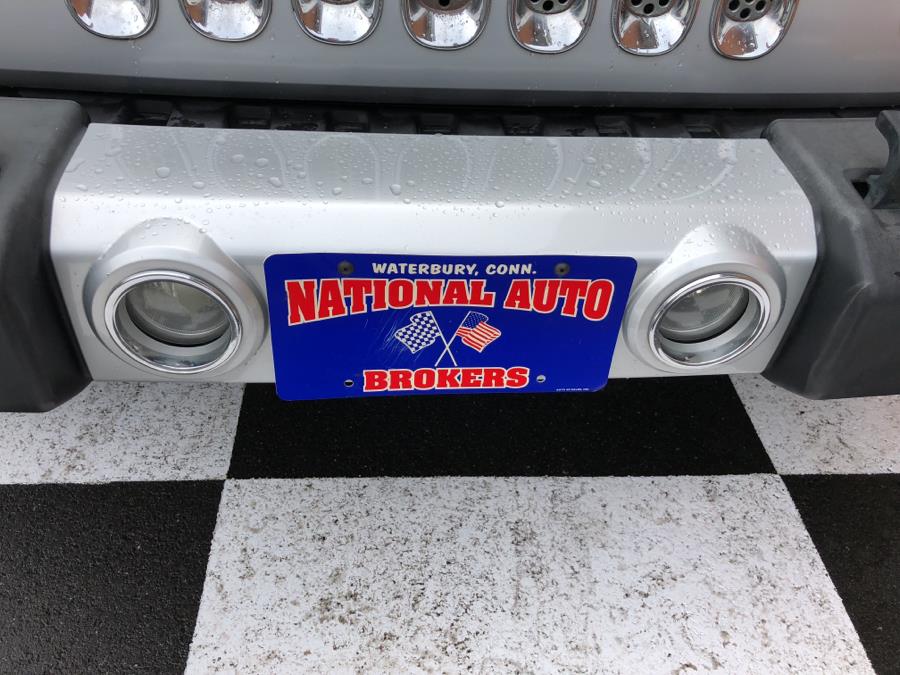 WATERBURY, CONN.
NATIONAL AUTO
BROKERS